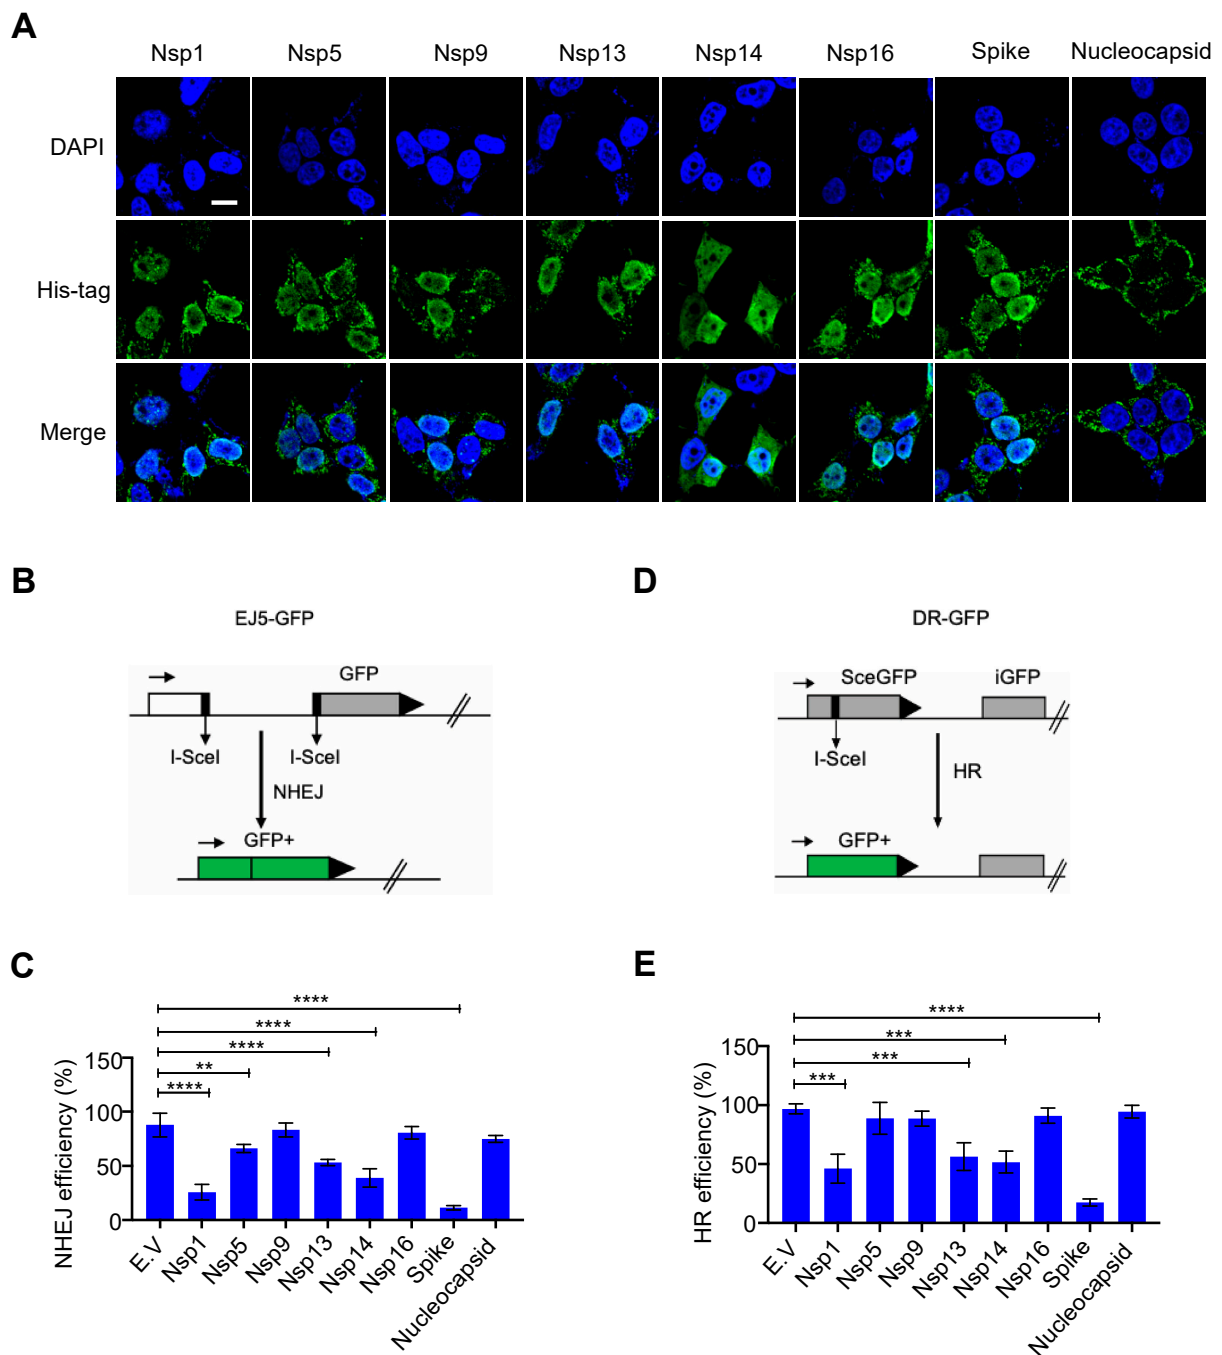 A
Nsp1 Nsp5 Nsp9 Nsp13 Nsp14 Nsp16 Spike Nucleocapsid
DAPI
His-tag
Merge
B
EJ5-GFP
GFP
I-SceI I-SceI
NHEJ
GFP+
D
DR-GFP
SceGFP iGFP
I-SceI
HR
GFP+
C
****
****
****
**
****
NHEJ efficiency (%)
150
100
50
0
E.V Nsp1 Nsp5 Nsp9 Nsp13 Nsp14 Nsp16 Spike Nucleocapsid
E
****
***
***
***
HR efficiency (%)
150
100
50
0
E.V Nsp1 Nsp5 Nsp9 Nsp13 Nsp14 Nsp16 Spike Nucleocapsid